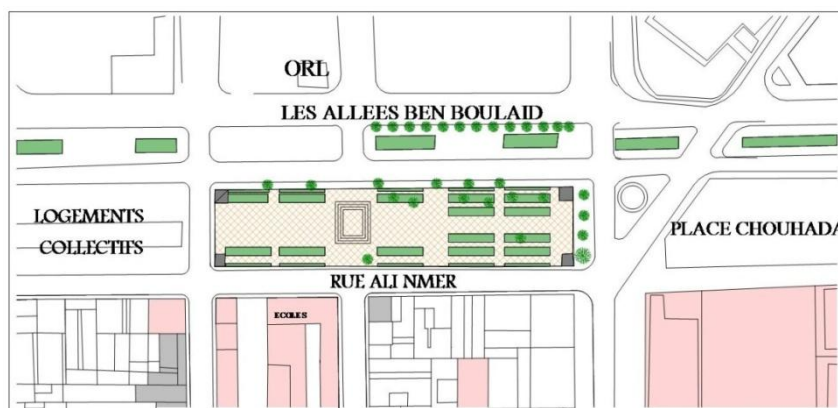 ORL
LES ALLEES BEN BOULAID
LOGEMENTS
COLLECTIFS
PLACE CHOUHADA
RUE ALI NMER
ECOLES